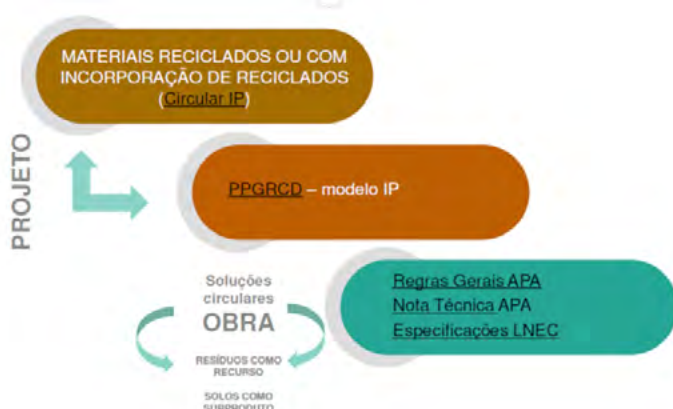 MATERIAIS RECICLADOS OU COM
INCORPORAÇÃO DE RECICLADOS
(Circular IP)
PROJETO
PPGRCD – modelo IP
Regras Gerais APA
Nota Técnica APA
Especificações LNEC
Soluções
circulares
OBRA
RESÍDUOS COMO
RECURSO
SOLOS COMO
SUBPRODUTO